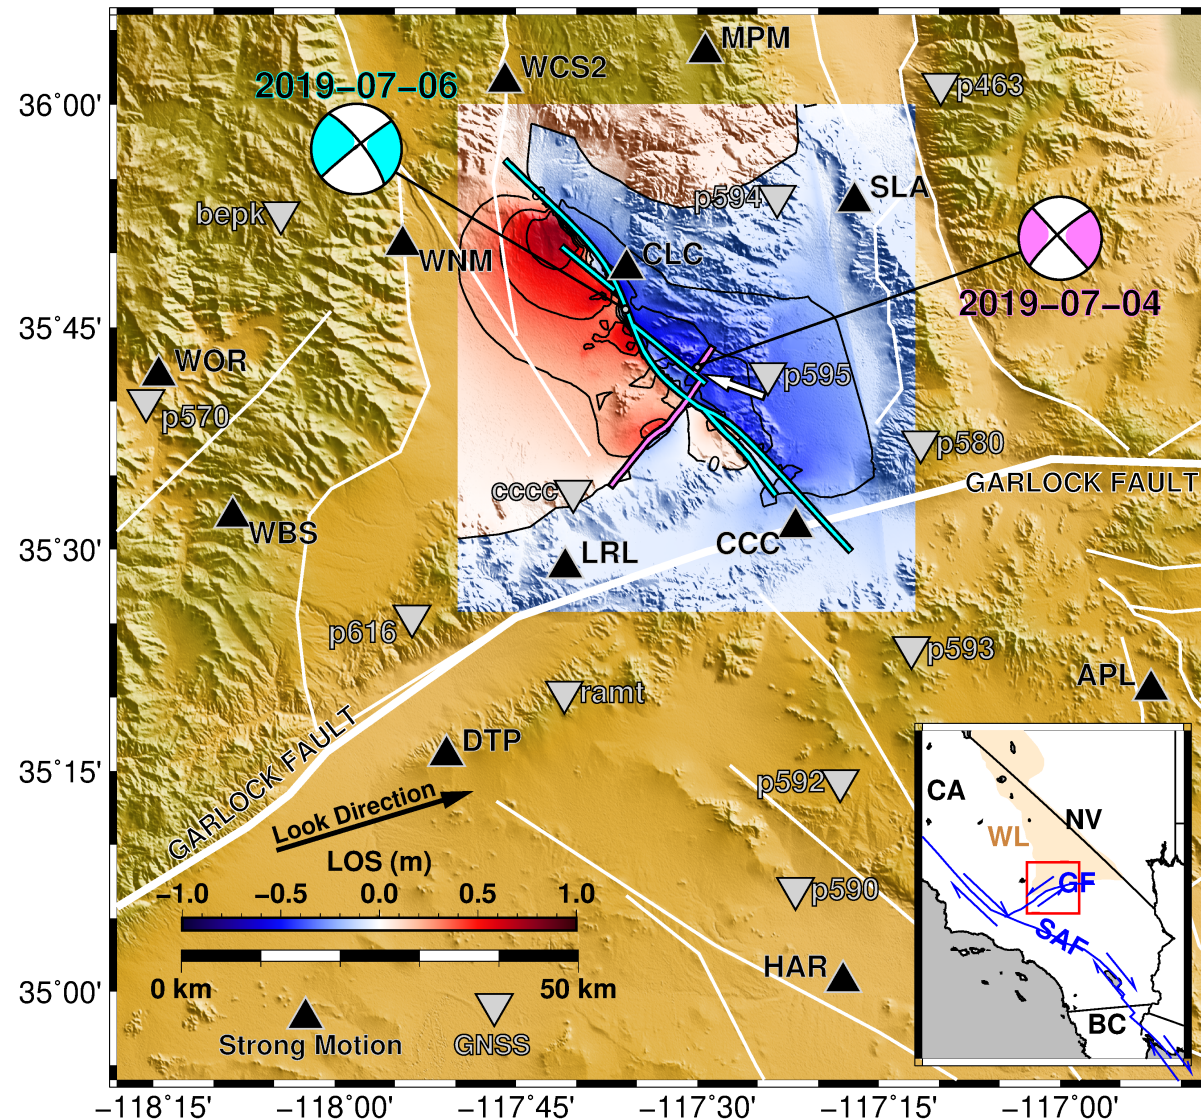 MPM
WCS2
2019-07-06
p463
36°00'
p594
SLA
bepk
WNM
CLC
2019-07-04
35°45'
WOR
p595
p570
p580
0
GARLOCK FAULT
cccc
WBS
CCC
35°30'
LRL
p616
p593
APL
ramt
GARLOCK FAULT
DTP
35°15'
p592
CA
NV
Look Direction
WL
LOS (m)
−1.0 −0.5 0.0 0.5 1.0
p590
GF
SAF
HAR
35°00'
0 km 50 km
BC
Strong Motion
GNSS
−118°15' −118°00' −117°45' −117°30' −117°15' −117°00'